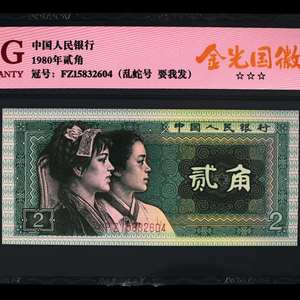 G
ANTY
中国人民银行
1980年贰角
冠号：FZ15832604（乱蛇号 要我发）
金光国徽
☆☆☆
中国人民银行
贰角
FZ15832604
2
2